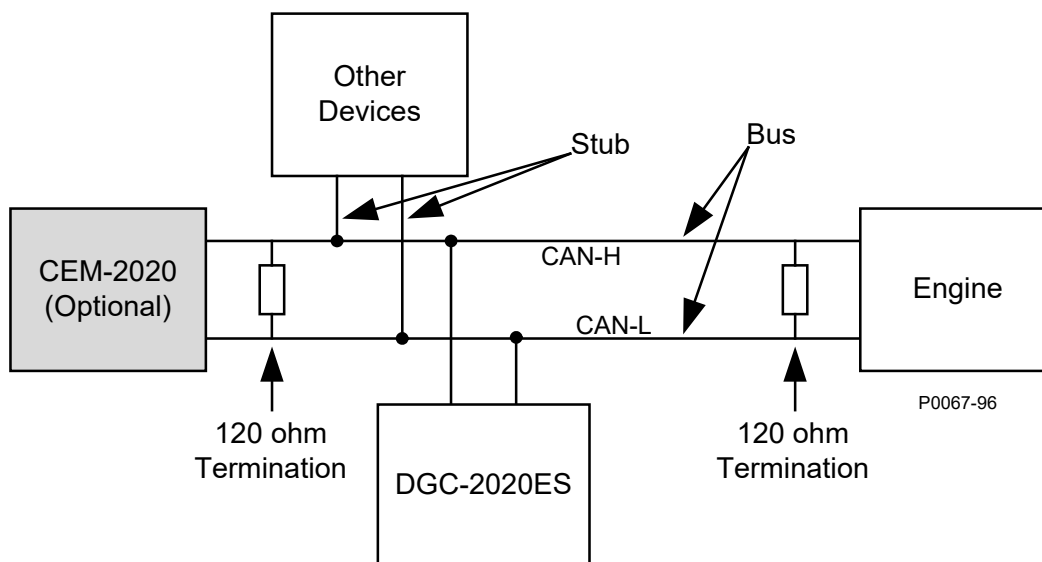 Other
Devices
Stub
Bus
CEM-2020
(Optional)
CAN-H
Engine
CAN-L
P0067-96
120 ohm
Termination
DGC-2020ES
120 ohm
Termination